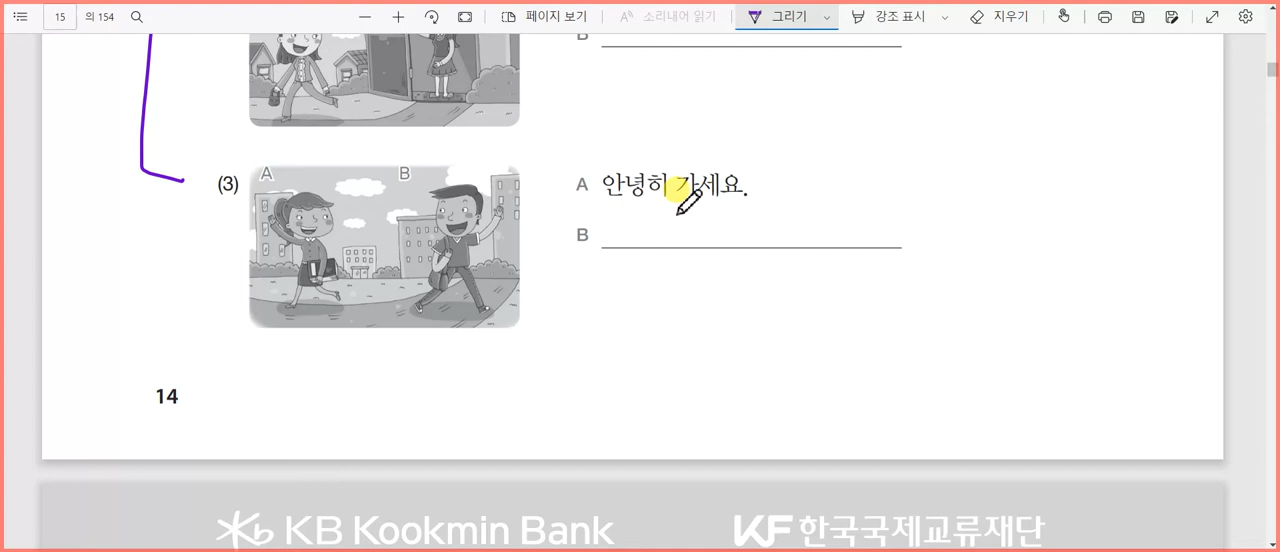 15 의 154 페이지 보기 소리내어 읽기 그리기 강조 표시 지우기
B
(3) A B A 안녕히 가세요.
B
14
KB Kookmin Bank KF 한국국제교류재단